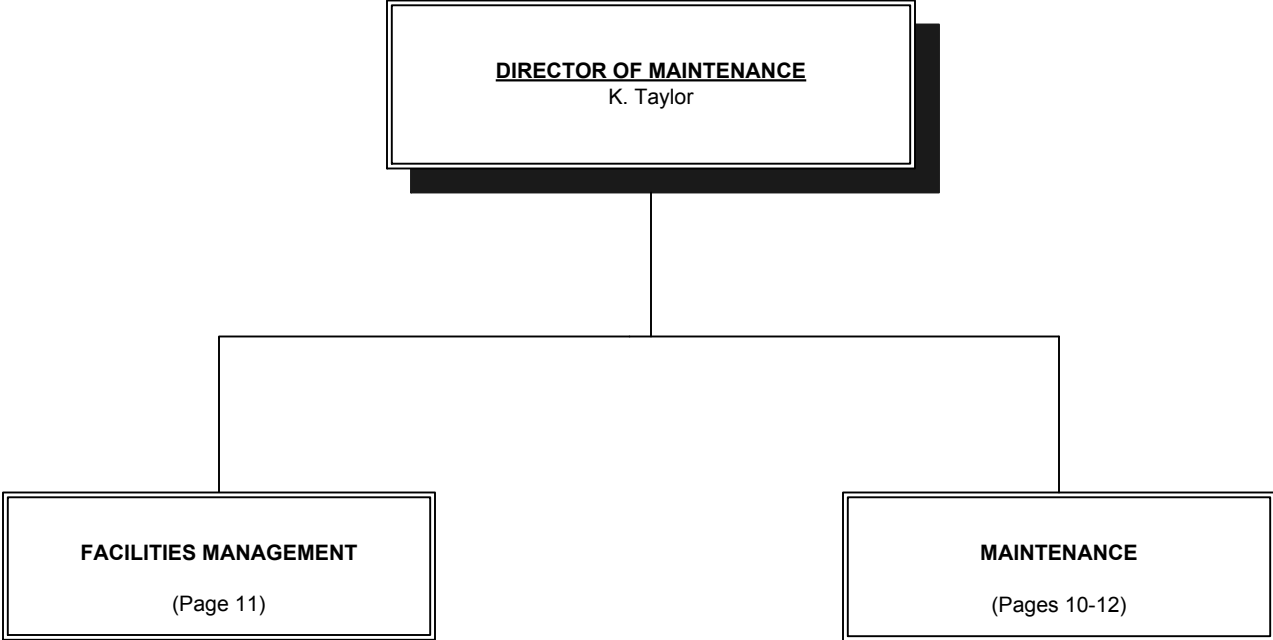 DIRECTOR OF MAINTENANCE
K. Taylor
FACILITIES MANAGEMENT
(Page 11)
MAINTENANCE
(Pages 10-12)